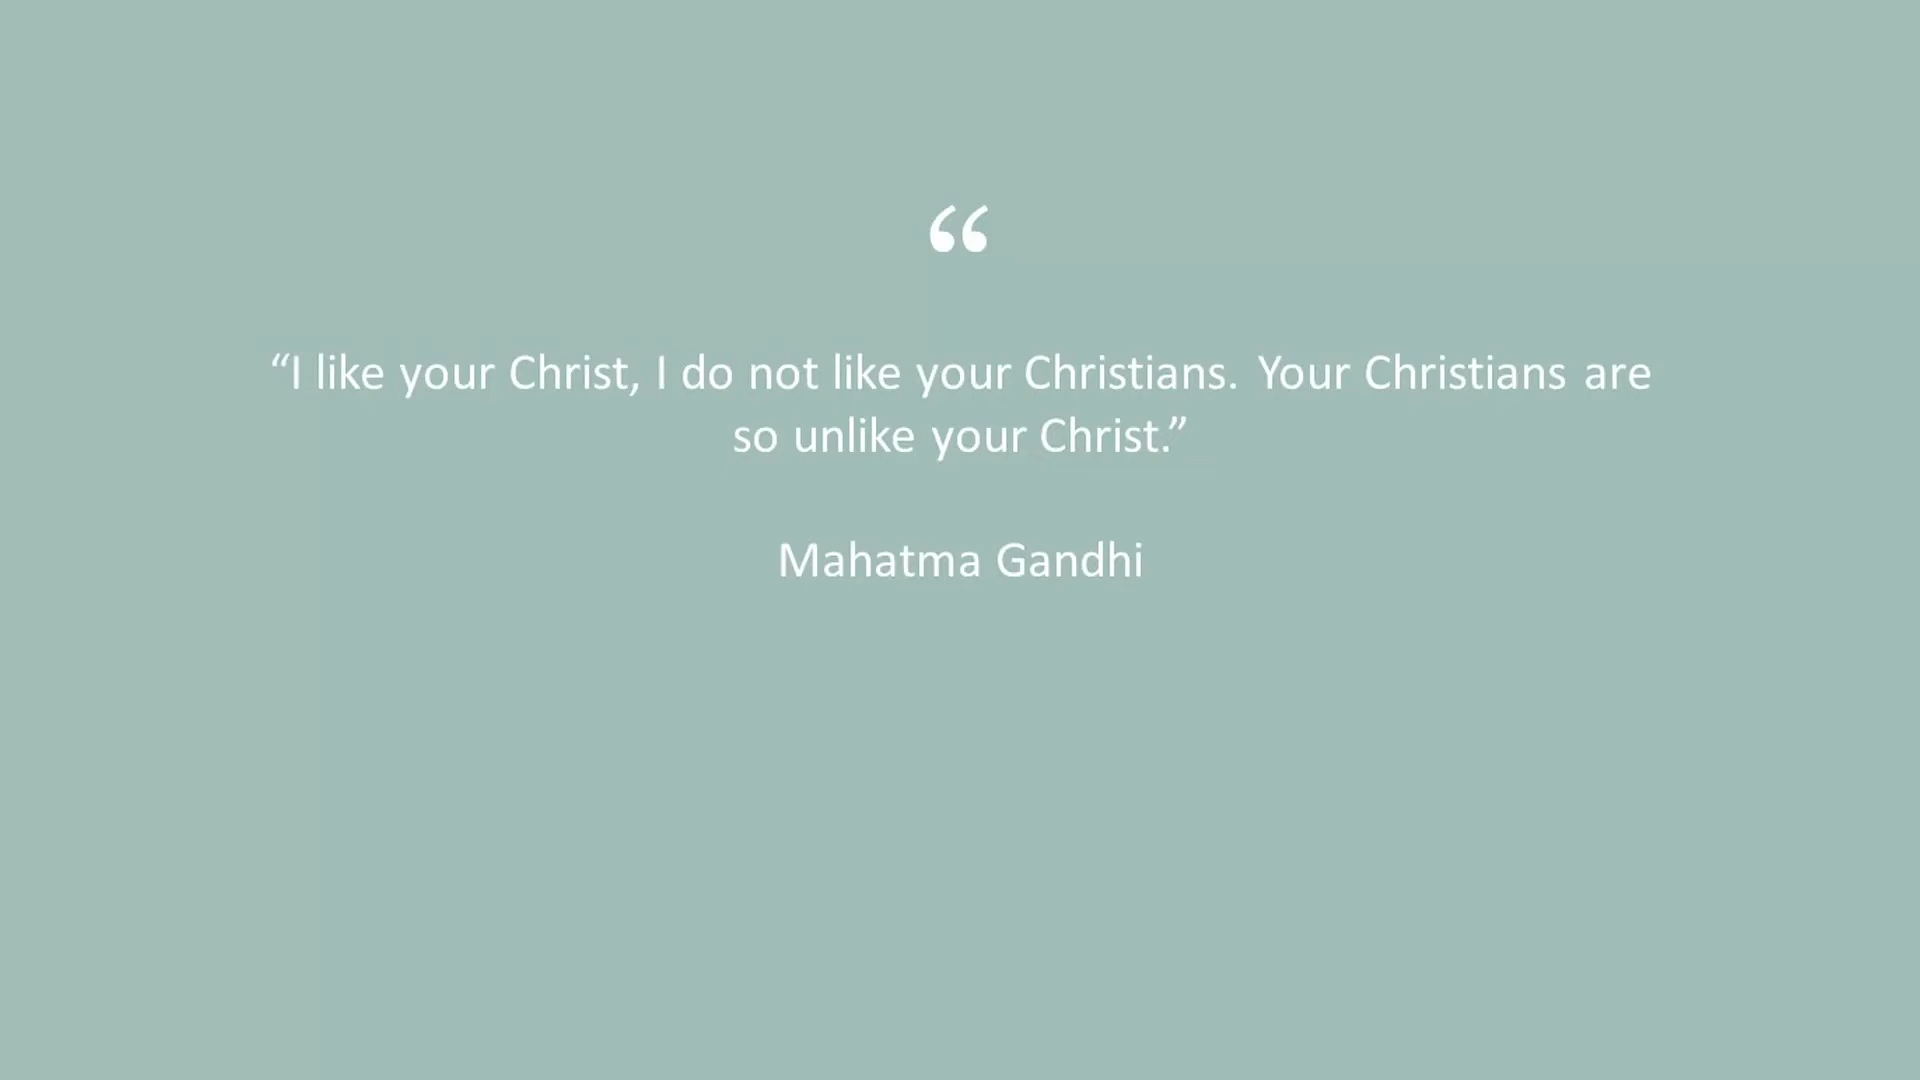 “
“I like your Christ, I do not like your Christians. Your Christians are
so unlike your Christ.”
Mahatma Gandhi